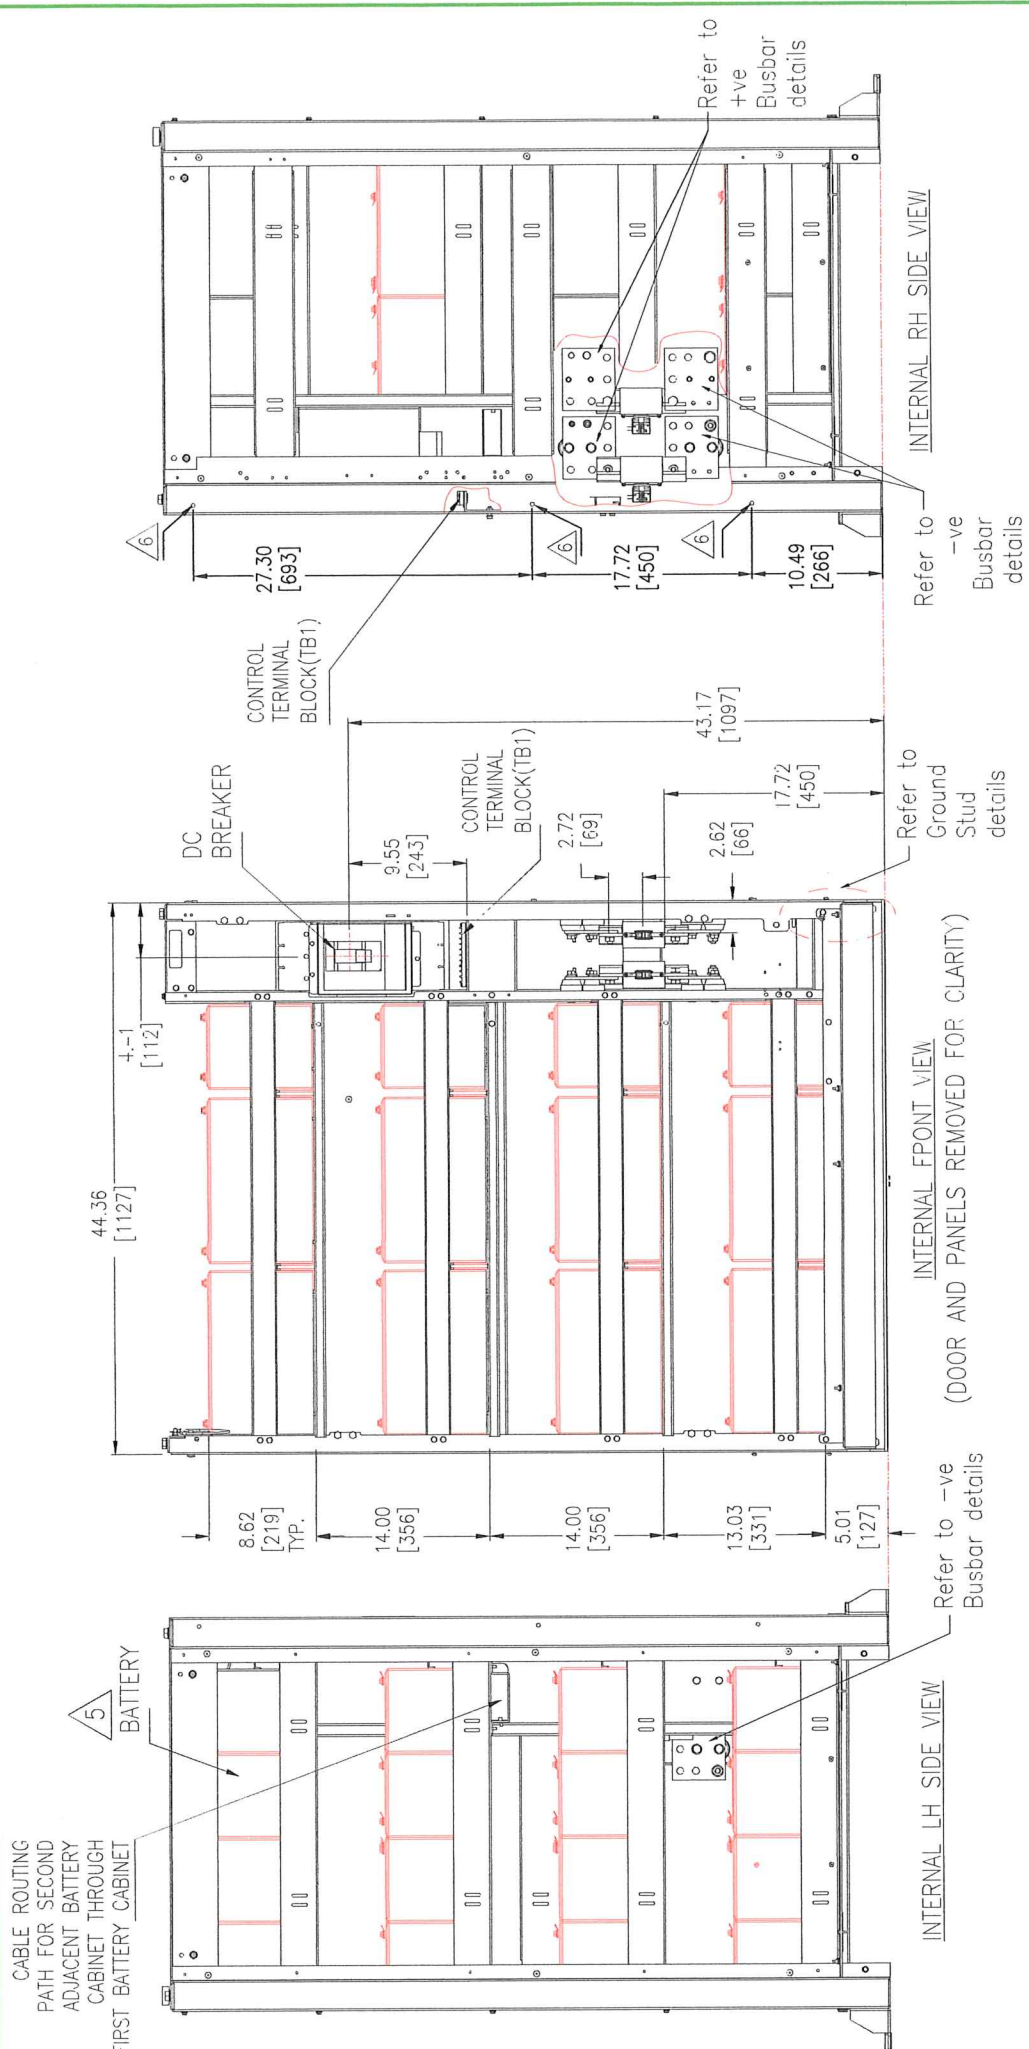 CABLE ROUTING
PATH FOR SECOND
ADJACENT BATTERY
CABINET THROUGH
FIRST BATTERY CABINET
5
BATTERY
Refer to -ve
Busbar details
INTERNAL LH SIDE VIEW
44.36
[1127]
[112]
8.62
[219]
TYP.
14.00
[356]
14.00
[356]
13.03
[331]
5.01
[127]
DC
BREAKER
9.55
[243]
CONTROL
TERMINAL
BLOCK(TB1)
2.72
[69]
2.62
[66]
43.17
[1097]
17.72
[450]
Refer to
Ground
Stud
details
INTERNAL FPONT VIEW
(DOOR AND PANELS REMOVED FOR CLARITY)
CONTROL
TERMINAL
BLOCK(TB1)
6
27.30
[693]
6
17.72
[450]
6
10.49
[266]
Refer to
+ve
Busbar
details
Refer to
-ve
Busbar
details
INTERNAL RH SIDE VIEW